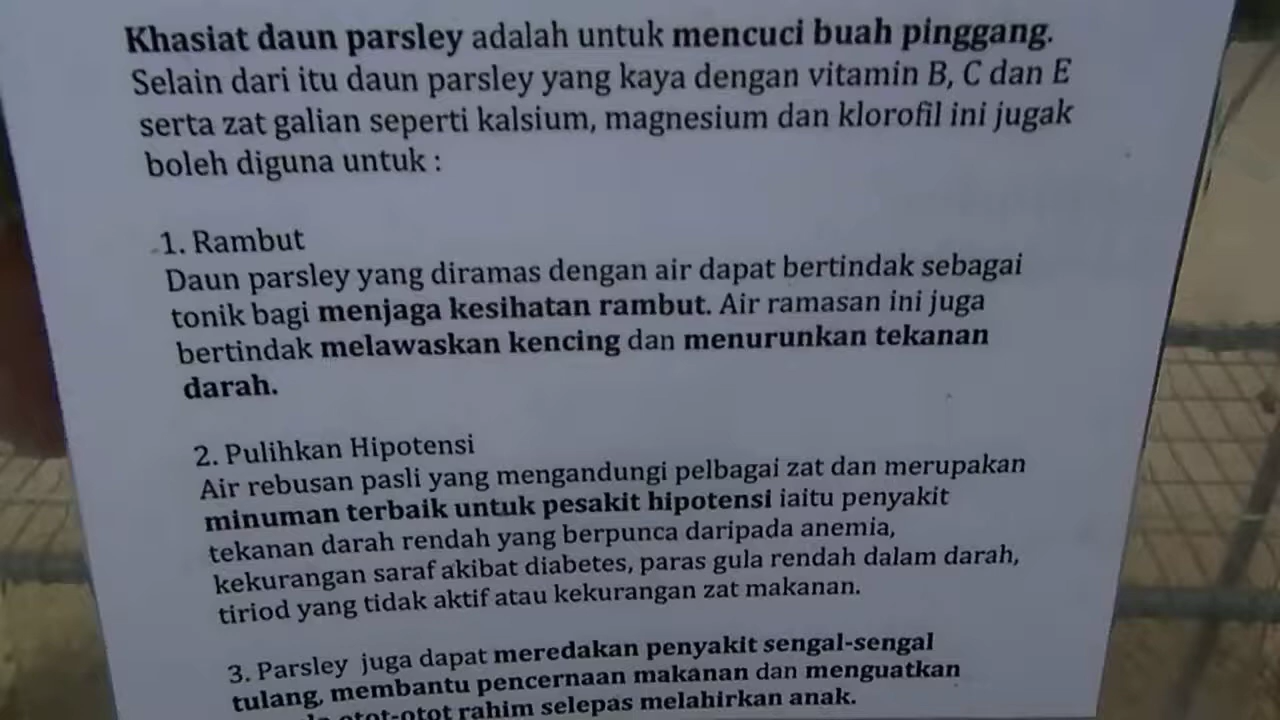 Khasiat daun parsley adalah untuk mencuci buah pinggang.
Selain dari itu daun parsley yang kaya dengan vitamin B, C dan E
serta zat galian seperti kalsium, magnesium dan klorofil ini jugak
boleh diguna untuk :
1. Rambut
Daun parsley yang diramas dengan air dapat bertindak sebagai
tonik bagi menjaga kesihatan rambut. Air ramasan ini juga
bertindak melawaskan kencing dan menurunkan tekanan
darah.
2. Pulihkan Hipotensi
Air rebusan pasli yang mengandungi pelbagai zat dan merupakan
minuman terbaik untuk pesakit hipotensi iaitu penyakit
tekanan darah rendah yang berpunca daripada anemia,
kekurangan saraf akibat diabetes, paras gula rendah dalam darah,
tiriod yang tidak aktif atau kekurangan zat makanan.
3. Parsley juga dapat meredakan penyakit sengal-sengal
tulang, membantu pencernaan makanan dan menguatkan
otot-otot rahim selepas melahirkan anak.